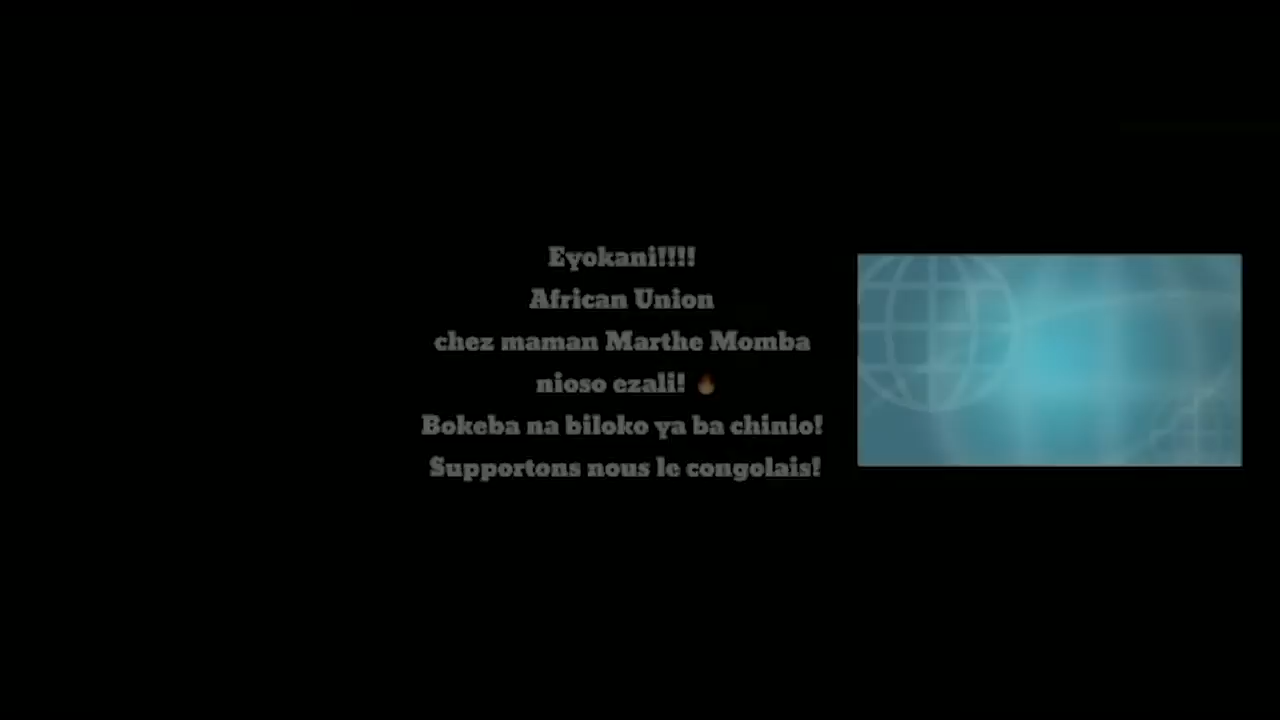 Eyokani!!!!
African Union
chez maman Marthe Momba
nioso ezali! 🔥
Bokeba na biloko ya ba chinio!
Supportons nous le congolais!